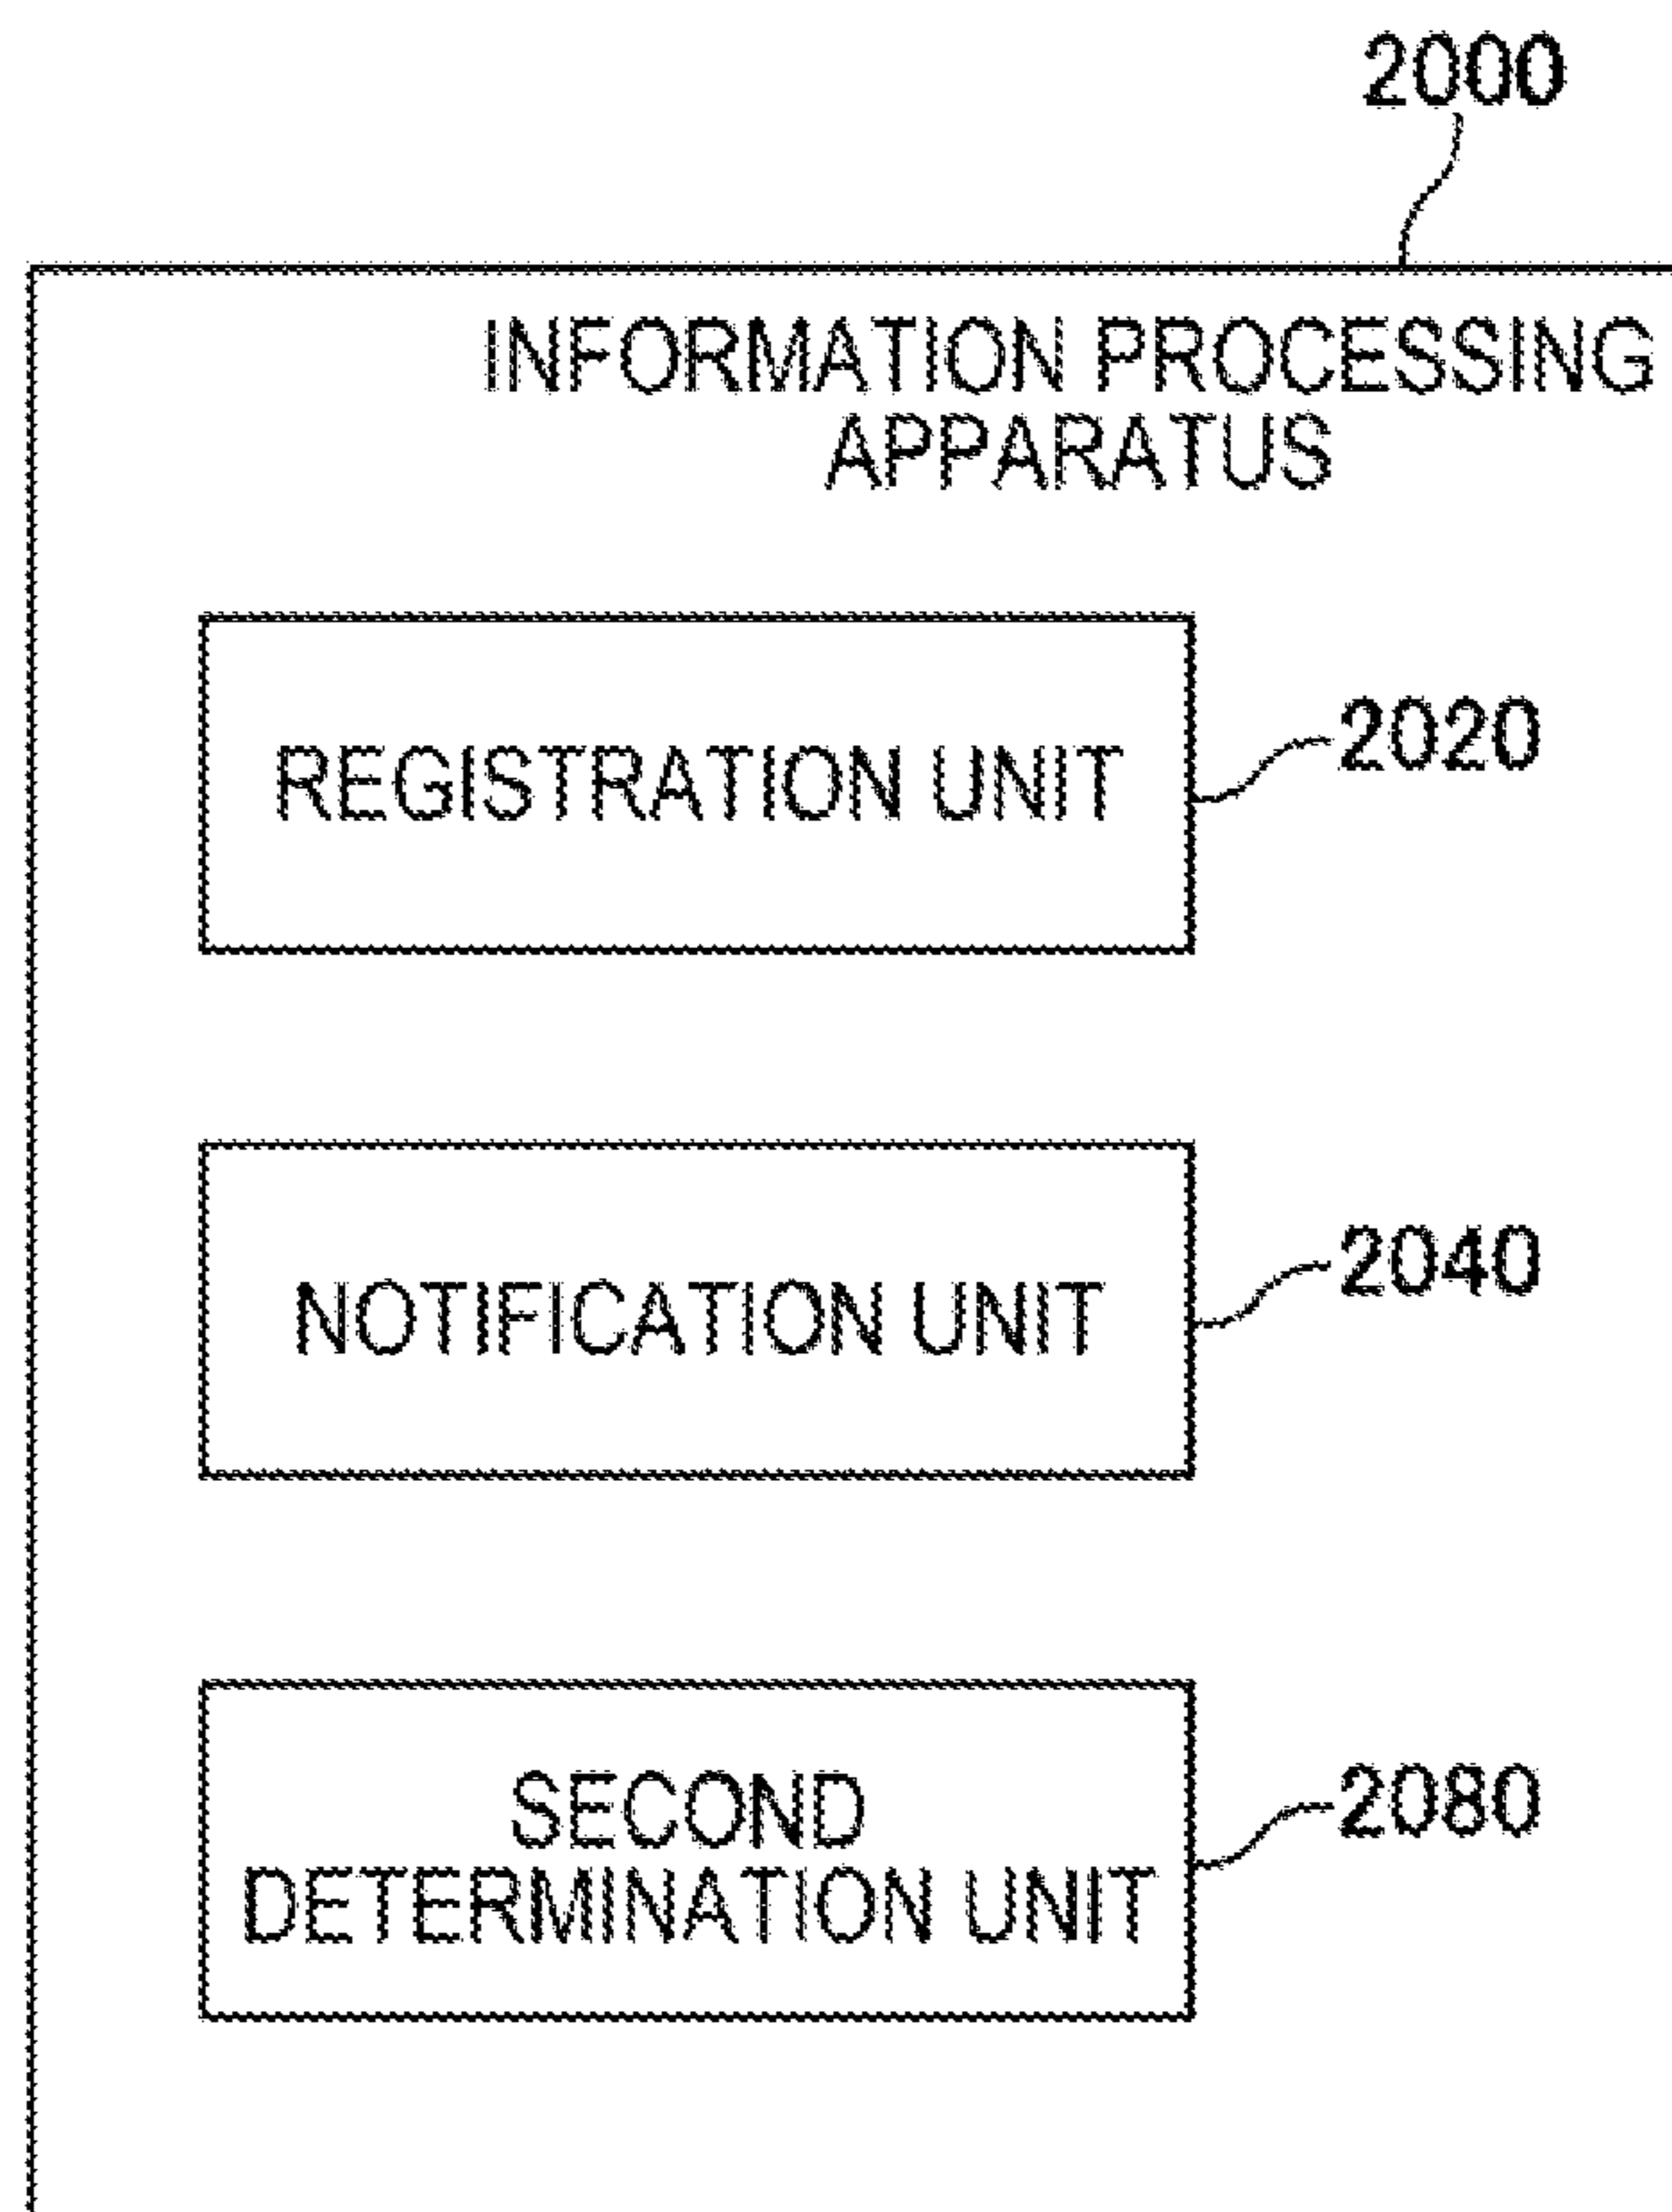 2000
INFORMATION PROCESSING
APPARATUS
REGISTRATION UNIT
2020
NOTIFICATION UNIT
2040
SECOND
DETERMINATION UNIT
2080